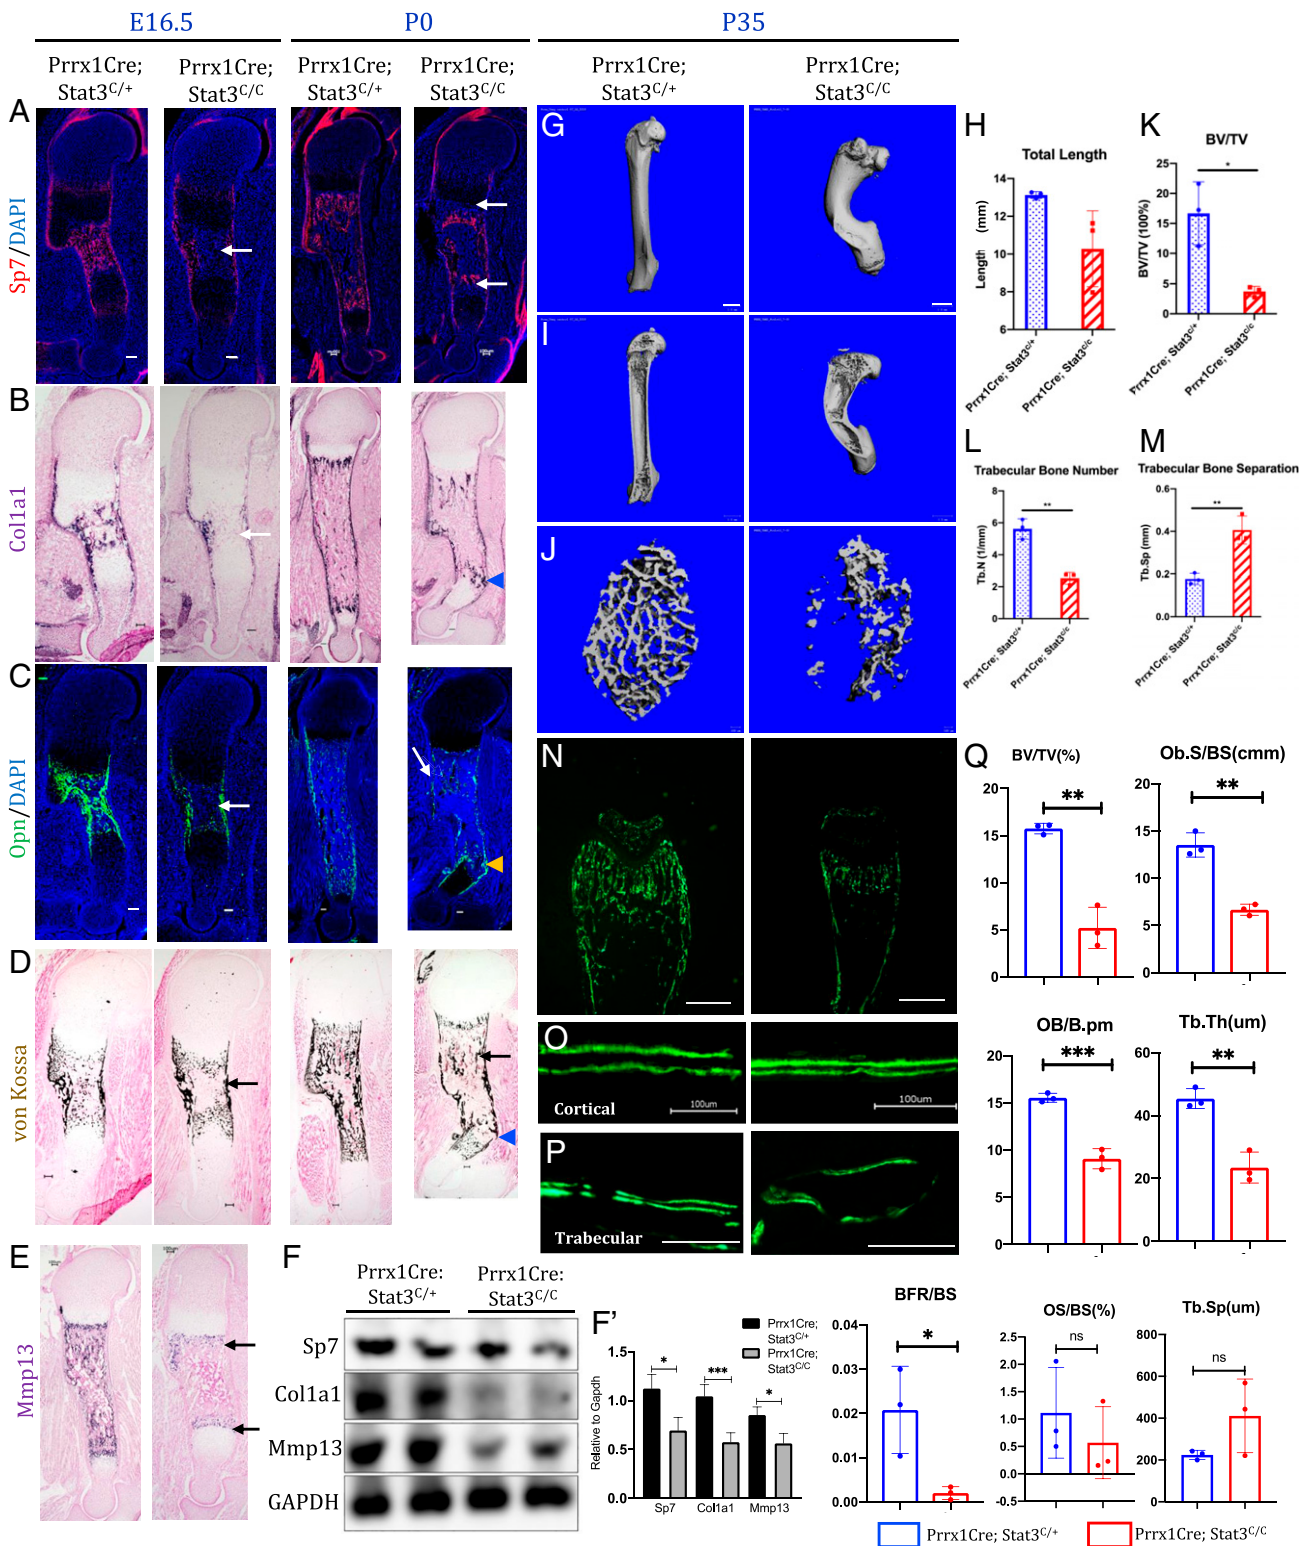 E16.5
P0
P35
Prrx1Cre;
Stat3C/+
Prrx1Cre;
Stat3C/C
Prrx1Cre;
Stat3C/+
Prrx1Cre;
Stat3C/C
Prrx1Cre;
Stat3C/+
Prrx1Cre;
Stat3C/C
A
Sp7/DAPI
B
Col1a1
C
Opn/DAPI
D
von Kossa
E
Mmp13
F
Prrx1Cre:
Stat3C/+
Prrx1Cre:
Stat3C/C
Sp7
Col1a1
Mmp13
GAPDH
F'
Prrx1Cre;
Stat3C/+
Prrx1Cre;
Stat3C/C
Relative to Gapdh
1.5
1.0
0.5
0.0
*
***
*
Sp7
Col1a1
Mmp13
G
H
Total Length
Length (mm)
14
12
10
8
6
Prrx1Cre; Stat3c/+
Prrx1Cre; Stat3c/c
I
J
K
BV/TV
BV/TV (100%)
25
20
15
10
5
0
*
Prrx1Cre; Stat3c/+
Prrx1Cre; Stat3c/c
L
Trabecular Bone Number
Tb.N (1/mm)
8
6
4
2
0
**
Prrx1Cre; Stat3c/+
Prrx1Cre; Stat3c/c
M
Trabecular Bone Separation
Tb.Sp (mm)
0.6
0.4
0.2
0.0
**
Prrx1Cre; Stat3c/+
Prrx1Cre; Stat3c/c
N
O
Cortical
100um
100um
P
Trabecular
Q
BV/TV(%)
20
15
10
5
0
**
Ob.S/BS(cmm)
20
15
10
5
0
**
OB/B.pm
20
15
10
5
0
***
Tb.Th(um)
60
40
20
0
**
BFR/BS
0.04
0.03
0.02
0.01
0.00
*
OS/BS(%)
2.5
2.0
1.5
1.0
0.5
0.0
-0.5
ns
Tb.Sp(um)
800
600
400
200
0
ns
Prrx1Cre; Stat3C/+
Prrx1Cre; Stat3C/C